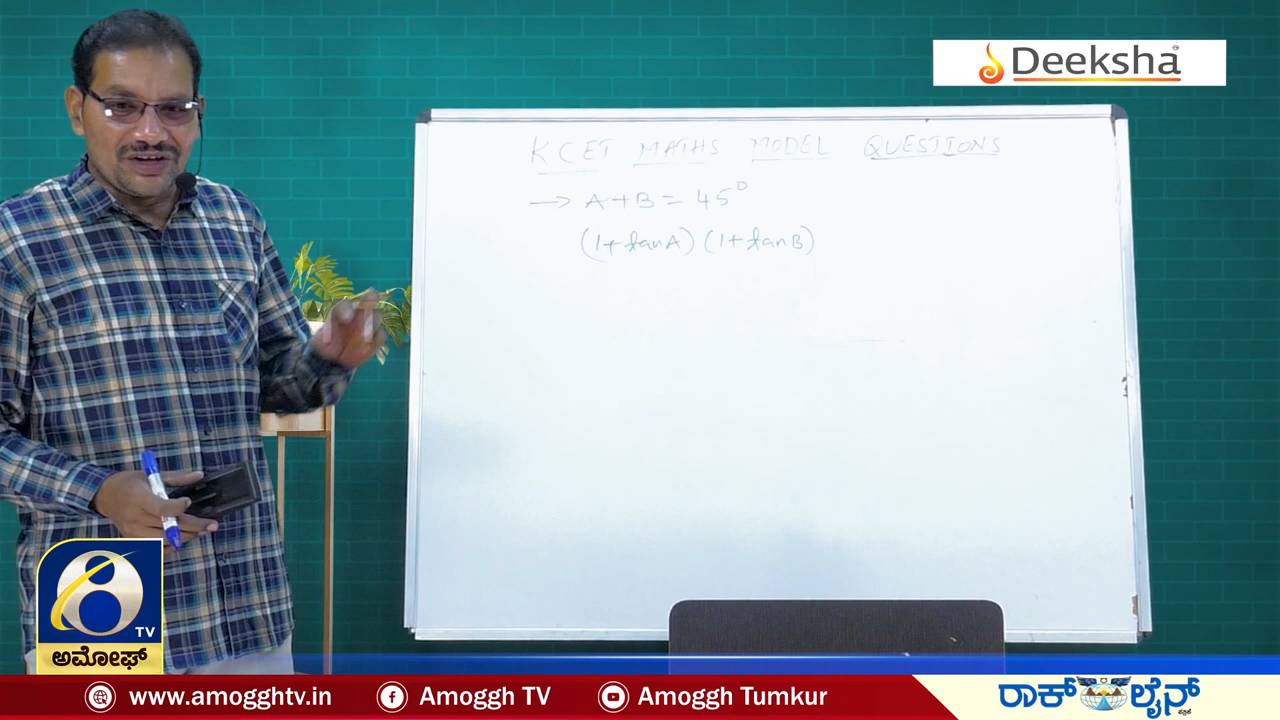 Deeksha
KCET MATHS MODEL QUESTIONS
→ A+B = 45°
(1+tanA) (1+tanB)
8
TV
ಅಮೋಘ್
www.amogghtv.in
Amoggh TV
Amoggh Tumkur
ರಾಕ್ ಲೈನ್